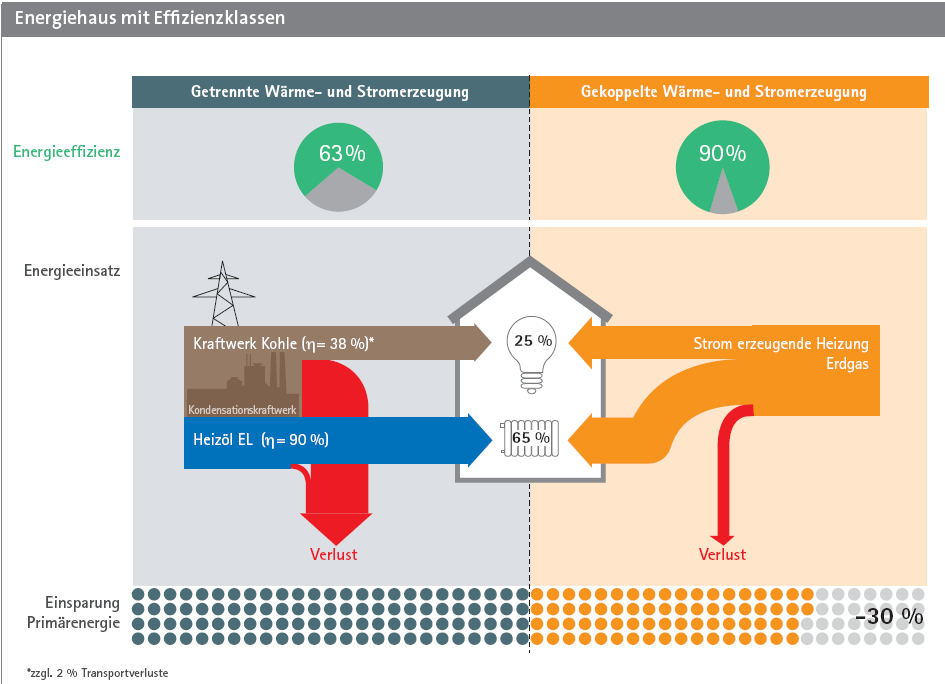 Energiehaus mit Effizienzklassen
Getrennte Wärme- und Stromerzeugung
Gekoppelte Wärme- und Stromerzeugung
Energieeffizienz
63 %
90 %
Energieeinsatz
Kraftwerk Kohle (η= 38 %)*
25 %
Strom erzeugende Heizung
Erdgas
Kondensationskraftwerk
Heizöl EL (η= 90 %)
65 %
Verlust
Verlust
Einsparung
Primärenergie
-30 %
*zzgl. 2 % Transportverluste